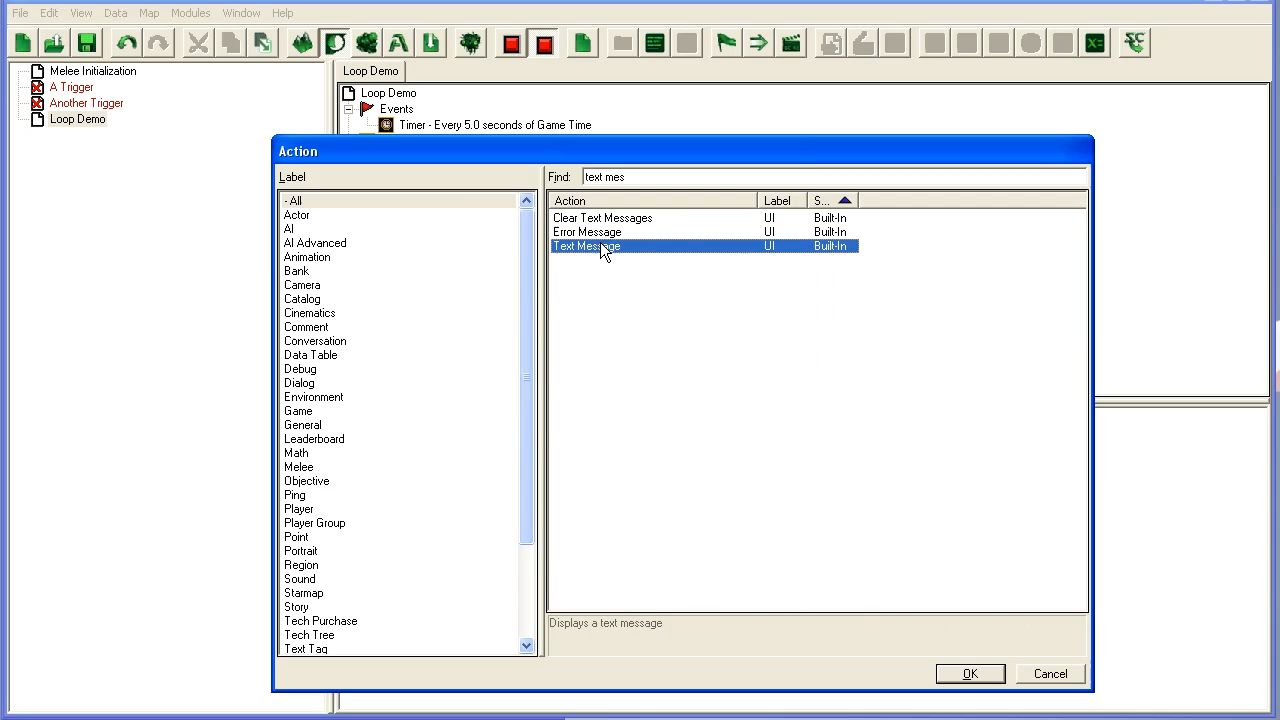 File Edit View Data Map Modules Window Help
Melee Initialization
A Trigger
Another Trigger
Loop Demo
Loop Demo
Loop Demo
Events
Timer - Every 5.0 seconds of Game Time
Action
Label
- All
Actor
AI
AI Advanced
Animation
Bank
Camera
Catalog
Cinematics
Comment
Conversation
Data Table
Debug
Dialog
Environment
Game
General
Leaderboard
Math
Melee
Objective
Ping
Player
Player Group
Point
Portrait
Region
Sound
Starmap
Story
Tech Purchase
Tech Tree
Text Tag
Find: text mes
Action Label S...
Clear Text Messages UI Built-In
Error Message UI Built-In
Text Message UI Built-In
Displays a text message
OK Cancel